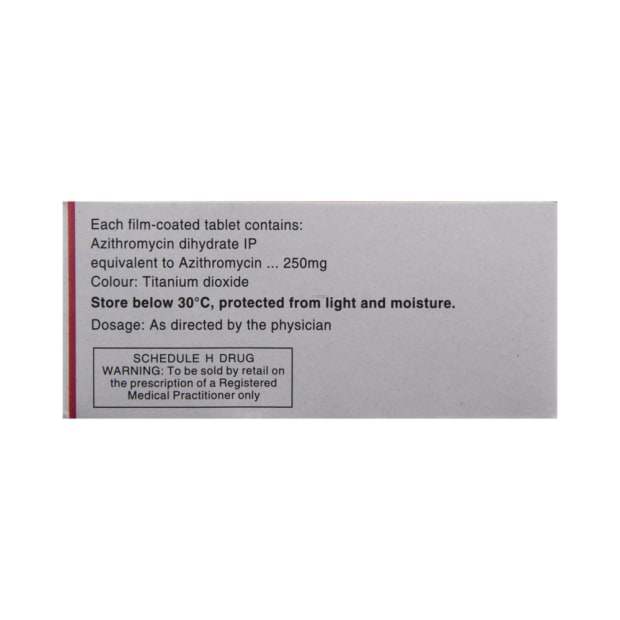 Each film-coated tablet contains:
Azithromycin dihydrate IP
equivalent to Azithromycin ... 250mg
Colour: Titanium dioxide
Store below 30°C, protected from light and moisture.
Dosage: As directed by the physician
SCHEDULE H DRUG
WARNING: To be sold by retail on
the prescription of a Registered
Medical Practitioner only